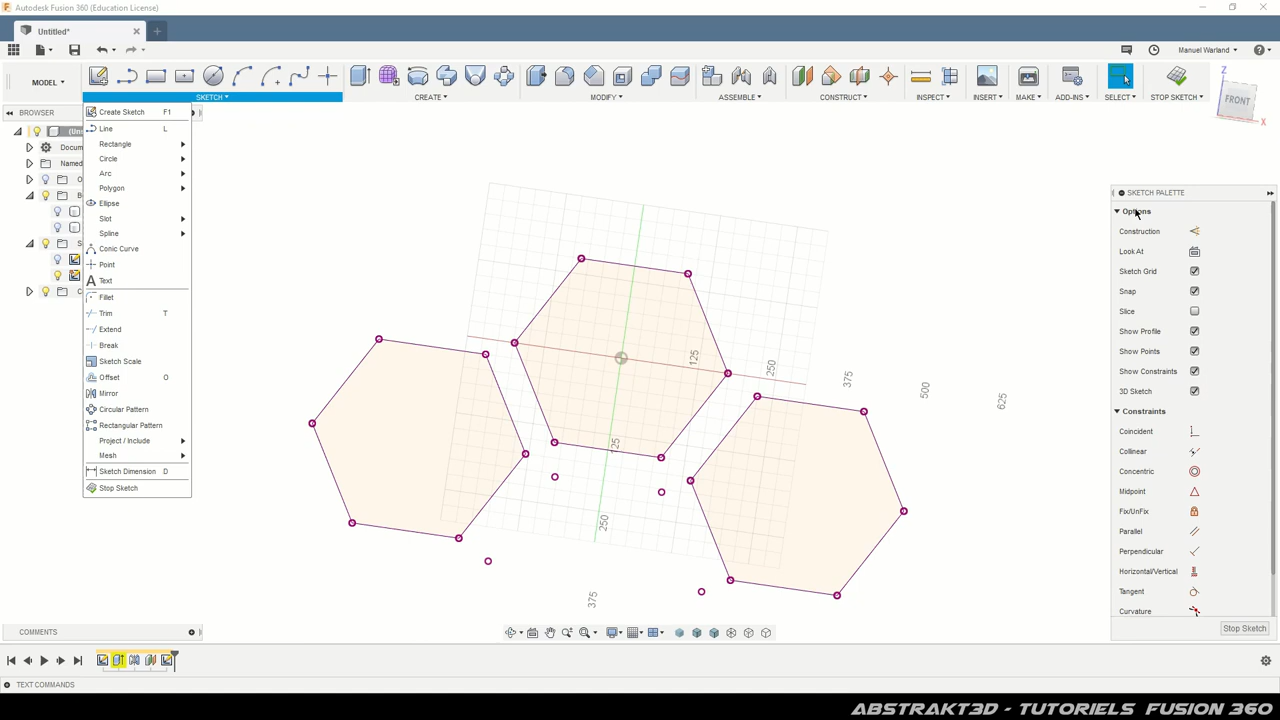 Autodesk Fusion 360 (Education License)
Untitled*
Manuel Warland
MODEL
SKETCH
CREATE
MODIFY
ASSEMBLE
CONSTRUCT
INSPECT
INSERT
MAKE
ADD-INS
SELECT
STOP SKETCH
BROWSER
Z
FRONT
X
(Uns
Docum
Named
O
B
S
C
Create Sketch F1
Line L
Rectangle
Circle
Arc
Polygon
Ellipse
Slot
Spline
Conic Curve
Point
Text
Fillet
Trim T
Extend
Break
Sketch Scale
Offset O
Mirror
Circular Pattern
Rectangular Pattern
Project / Include
Mesh
Sketch Dimension D
Stop Sketch
125
250
375
500
625
125
250
375
SKETCH PALETTE
Options
Construction
Look At
Sketch Grid
Snap
Slice
Show Profile
Show Points
Show Constraints
3D Sketch
Constraints
Coincident
Collinear
Concentric
Midpoint
Fix/UnFix
Parallel
Perpendicular
Horizontal/Vertical
Tangent
Curvature
Stop Sketch
COMMENTS
TEXT COMMANDS
ABSTRAKT3D - TUTORIELS FUSION 360